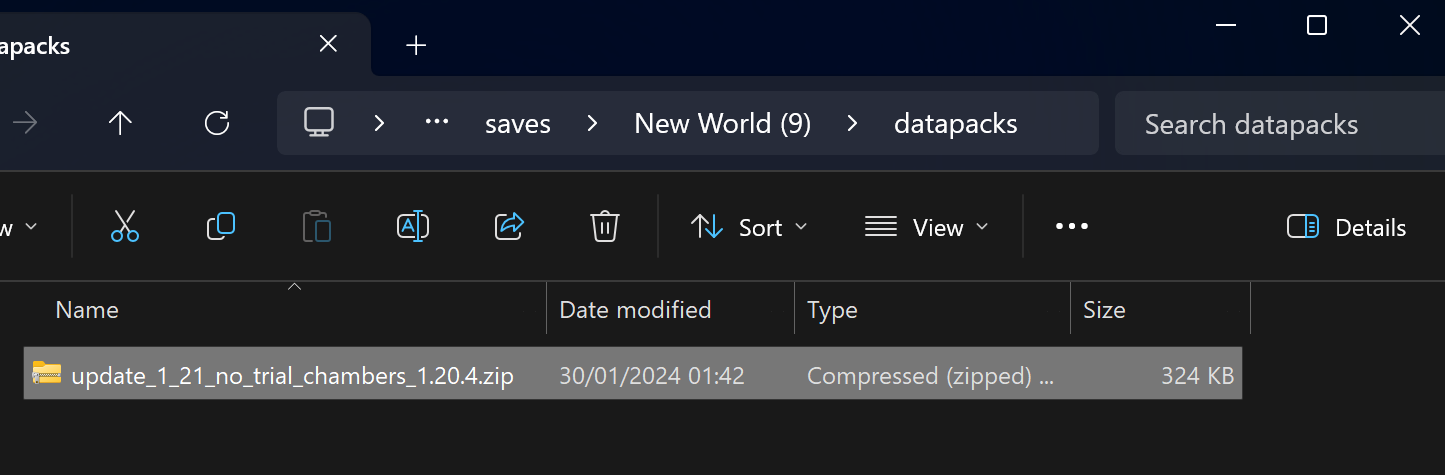 apacks
saves New World (9) datapacks Search datapacks
w Sort View Details
Name Date modified Type Size
update_1_21_no_trial_chambers_1.20.4.zip 30/01/2024 01:42 Compressed (zipped) ... 324 KB